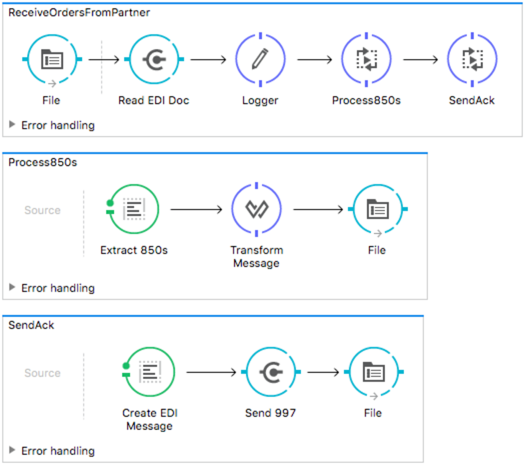 ReceiveOrdersFromPartner
File
Read EDI Doc
Logger
Process850s
SendAck
Error handling
Process850s
Source
Extract 850s
Transform
Message
File
Error handling
SendAck
Source
Create EDI
Message
Send 997
File
Error handling